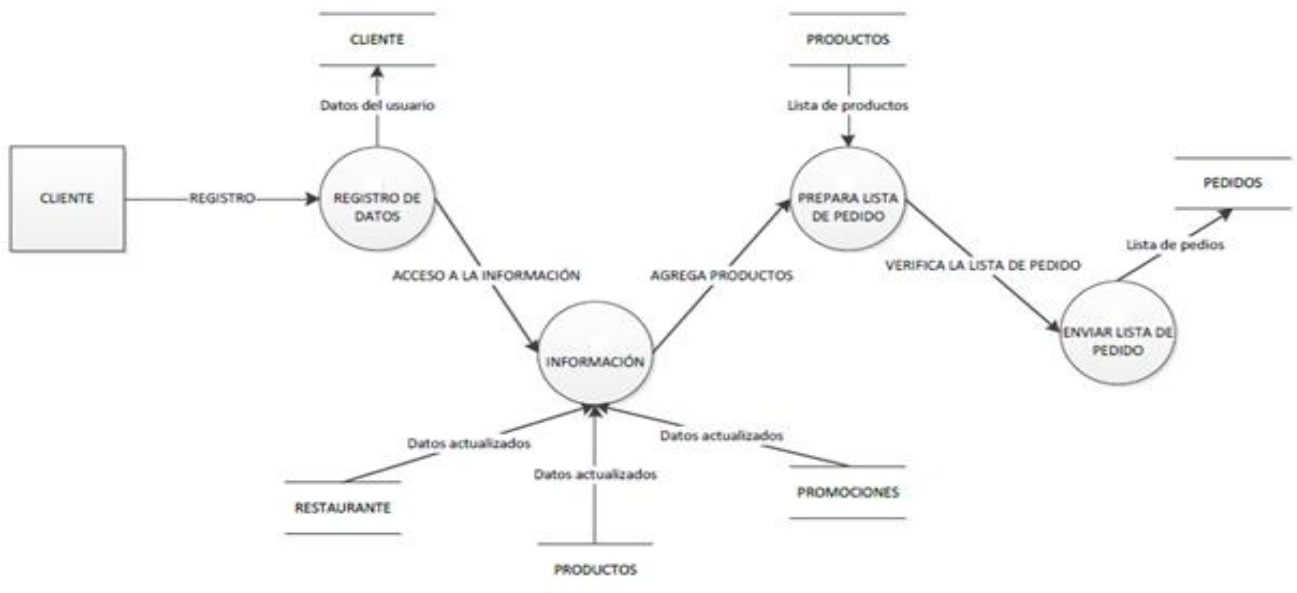 CLIENTE
PRODUCTOS
Datos del usuario
Lista de productos
CLIENTE
REGISTRO
REGISTRO DE
DATOS
PREPARA LISTA
DE PEDIDO
PEDIDOS
Lista de pedios
ACCESO A LA INFORMACIÓN
AGREGA PRODUCTOS
VERIFICA LA LISTA DE PEDIDO
ENVIAR LISTA DE
PEDIDO
INFORMACIÓN
Datos actualizados
Datos actualizados
Datos actualizados
RESTAURANTE
PROMOCIONES
PRODUCTOS